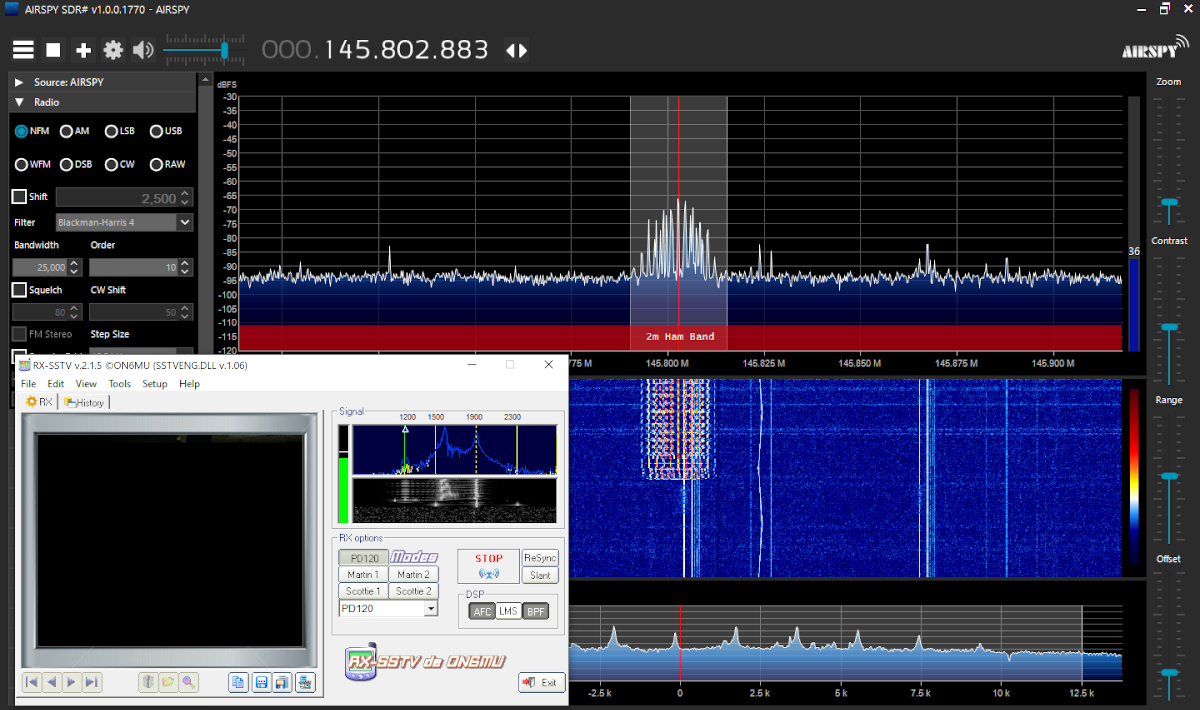 AIRSPY SDR# v1.0.0.1770 - AIRSPY
000.145.802.883
AIRSPY
Source: AIRSPY
Radio
NFM AM LSB USB
WFM DSB CW RAW
Shift 2,500
Filter Blackman-Harris 4
Bandwidth Order
25,000 10
Squelch CW Shift
80 50
FM Stereo Step Size
dBFS
-30
-35
-40
-45
-50
-55
-60
-65
-70
-75
-80
-85
-90
-95
-100
-105
-110
-115
-120
2m Ham Band
75 M 145.800 M 145.825 M 145.850 M 145.875 M 145.900 M
36
Zoom
Contrast
Range
Offset
RX-SSTV v.2.1.5 ©ON6MU (SSTVENG.DLL v.1.06)
File Edit View Tools Setup Help
RX History
Signal
1200 1500 1900 2300
RX options
PD120 Modes
Martin 1 Martin 2
Scottie 1 Scottie 2
PD120
STOP
ReSync
Slant
DSP
AFC LMS BPF
RX-SSTV de ON6MU
Exit
-2.5 k 0 2.5 k 5 k 7.5 k 10 k 12.5 k